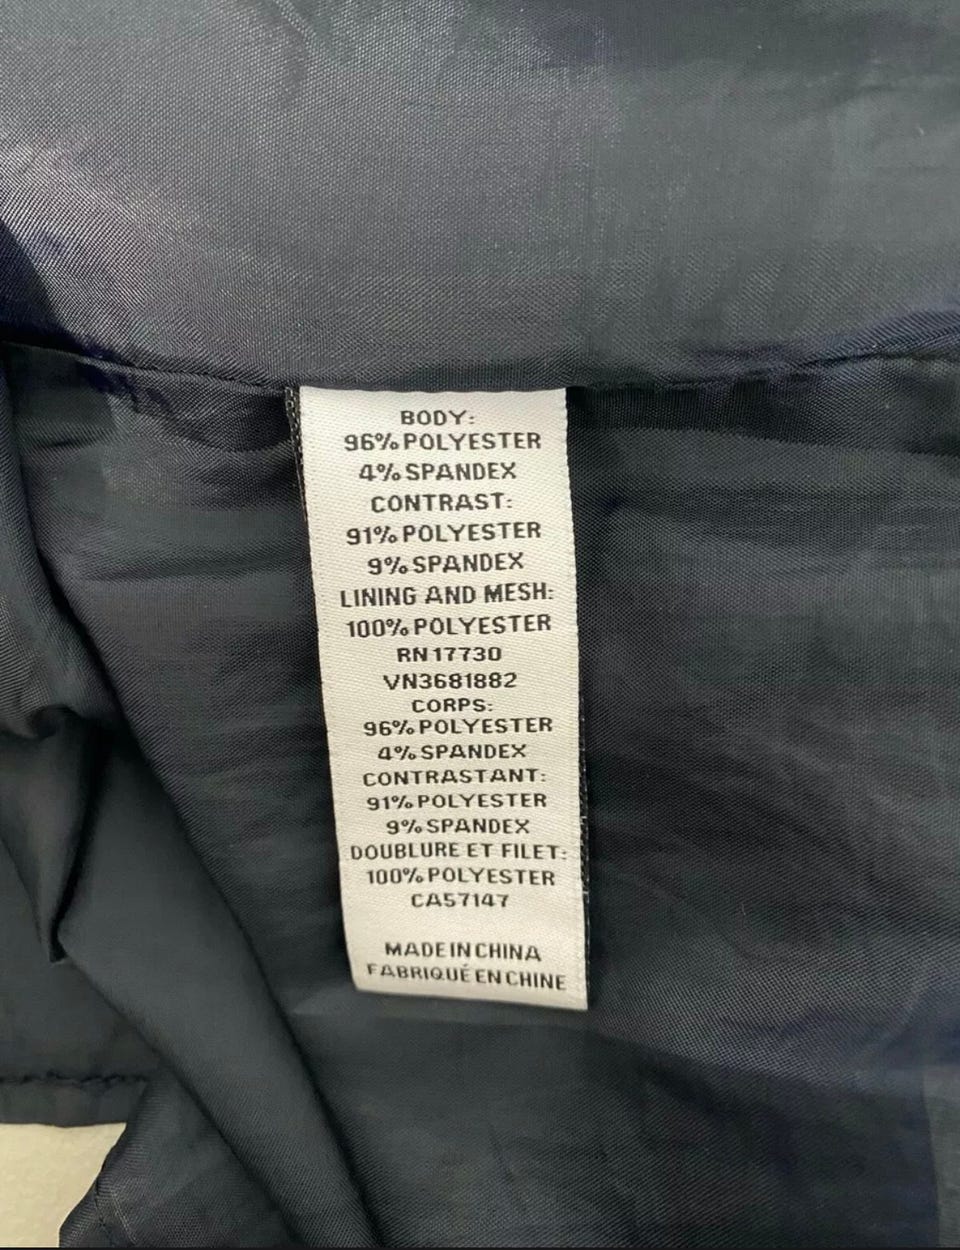 BODY:
96% POLYESTER
4% SPANDEX
CONTRAST:
91% POLYESTER
9% SPANDEX
LINING AND MESH:
100% POLYESTER
RN17730
VN3681882
CORPS:
96% POLYESTER
4% SPANDEX
CONTRASTANT:
91% POLYESTER
9% SPANDEX
DOUBLURE ET FILET:
100% POLYESTER
CA57147
MADE IN CHINA
FABRIQUÉ EN CHINE